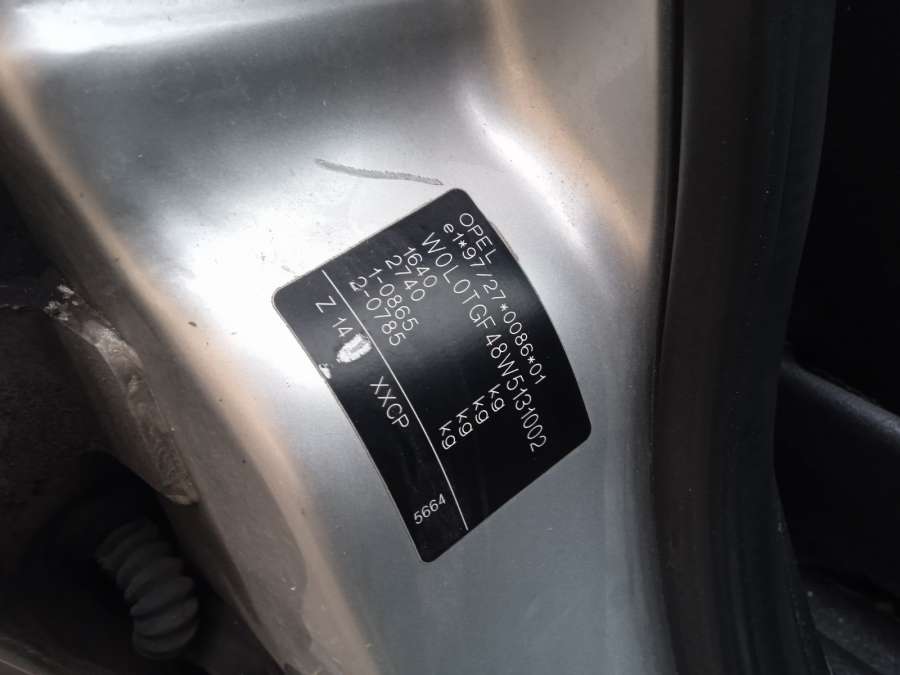 OPEL
e1*97/27*0086*01
W0L0TGF48W5131002
1640 kg
2740 kg
1-0865 kg
2-0785 kg
Z 14 XXCP 5664